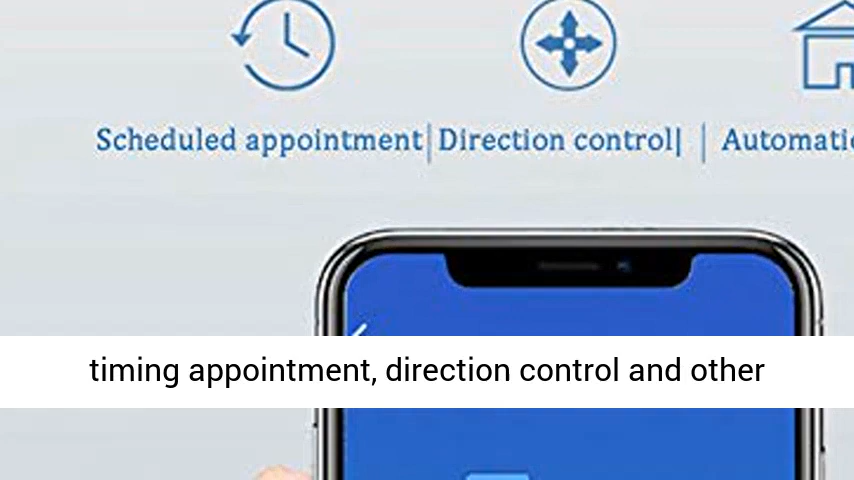 Scheduled appointment| Direction control| |
timing appointment, direction control and other